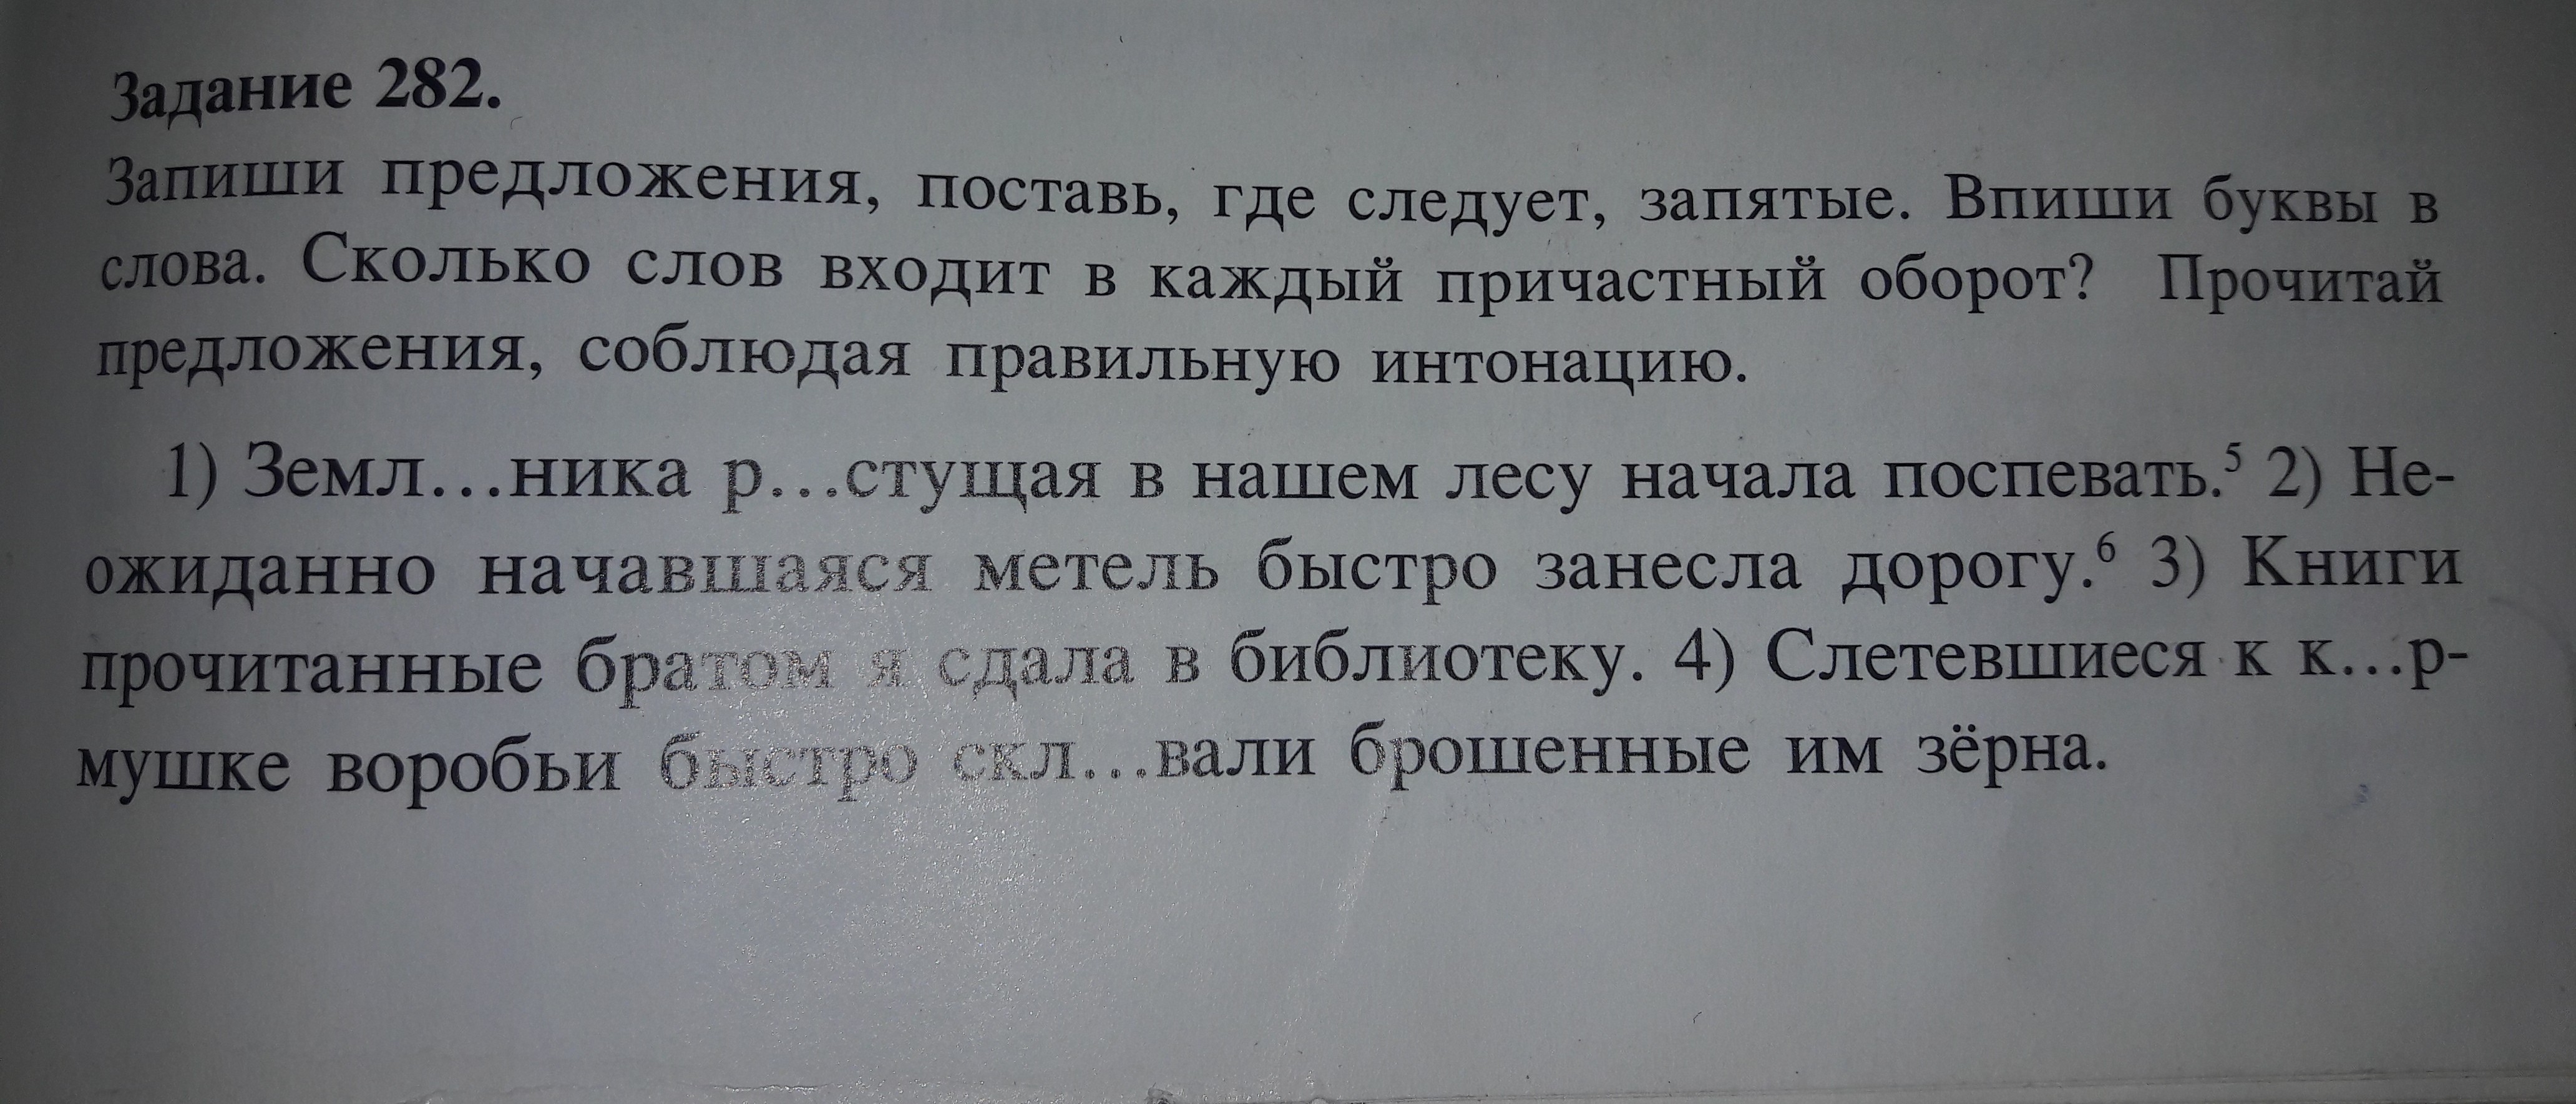 Задание 282.
Запиши предложения, поставь, где следует, запятые. Впиши буквы в
слова. Сколько слов входит в каждый причастный оборот? Прочитай
предложения, соблюдая правильную интонацию.
1) Земл...ника р...стущая в нашем лесу начала поспевать.⁵ 2) Не-
ожиданно начавшаяся метель быстро занесла дорогу.⁶ 3) Книги
прочитанные братом я сдала в библиотеку. 4) Слетевшиеся к к...р-
мушке воробьи быстро скл...вали брошенные им зёрна.